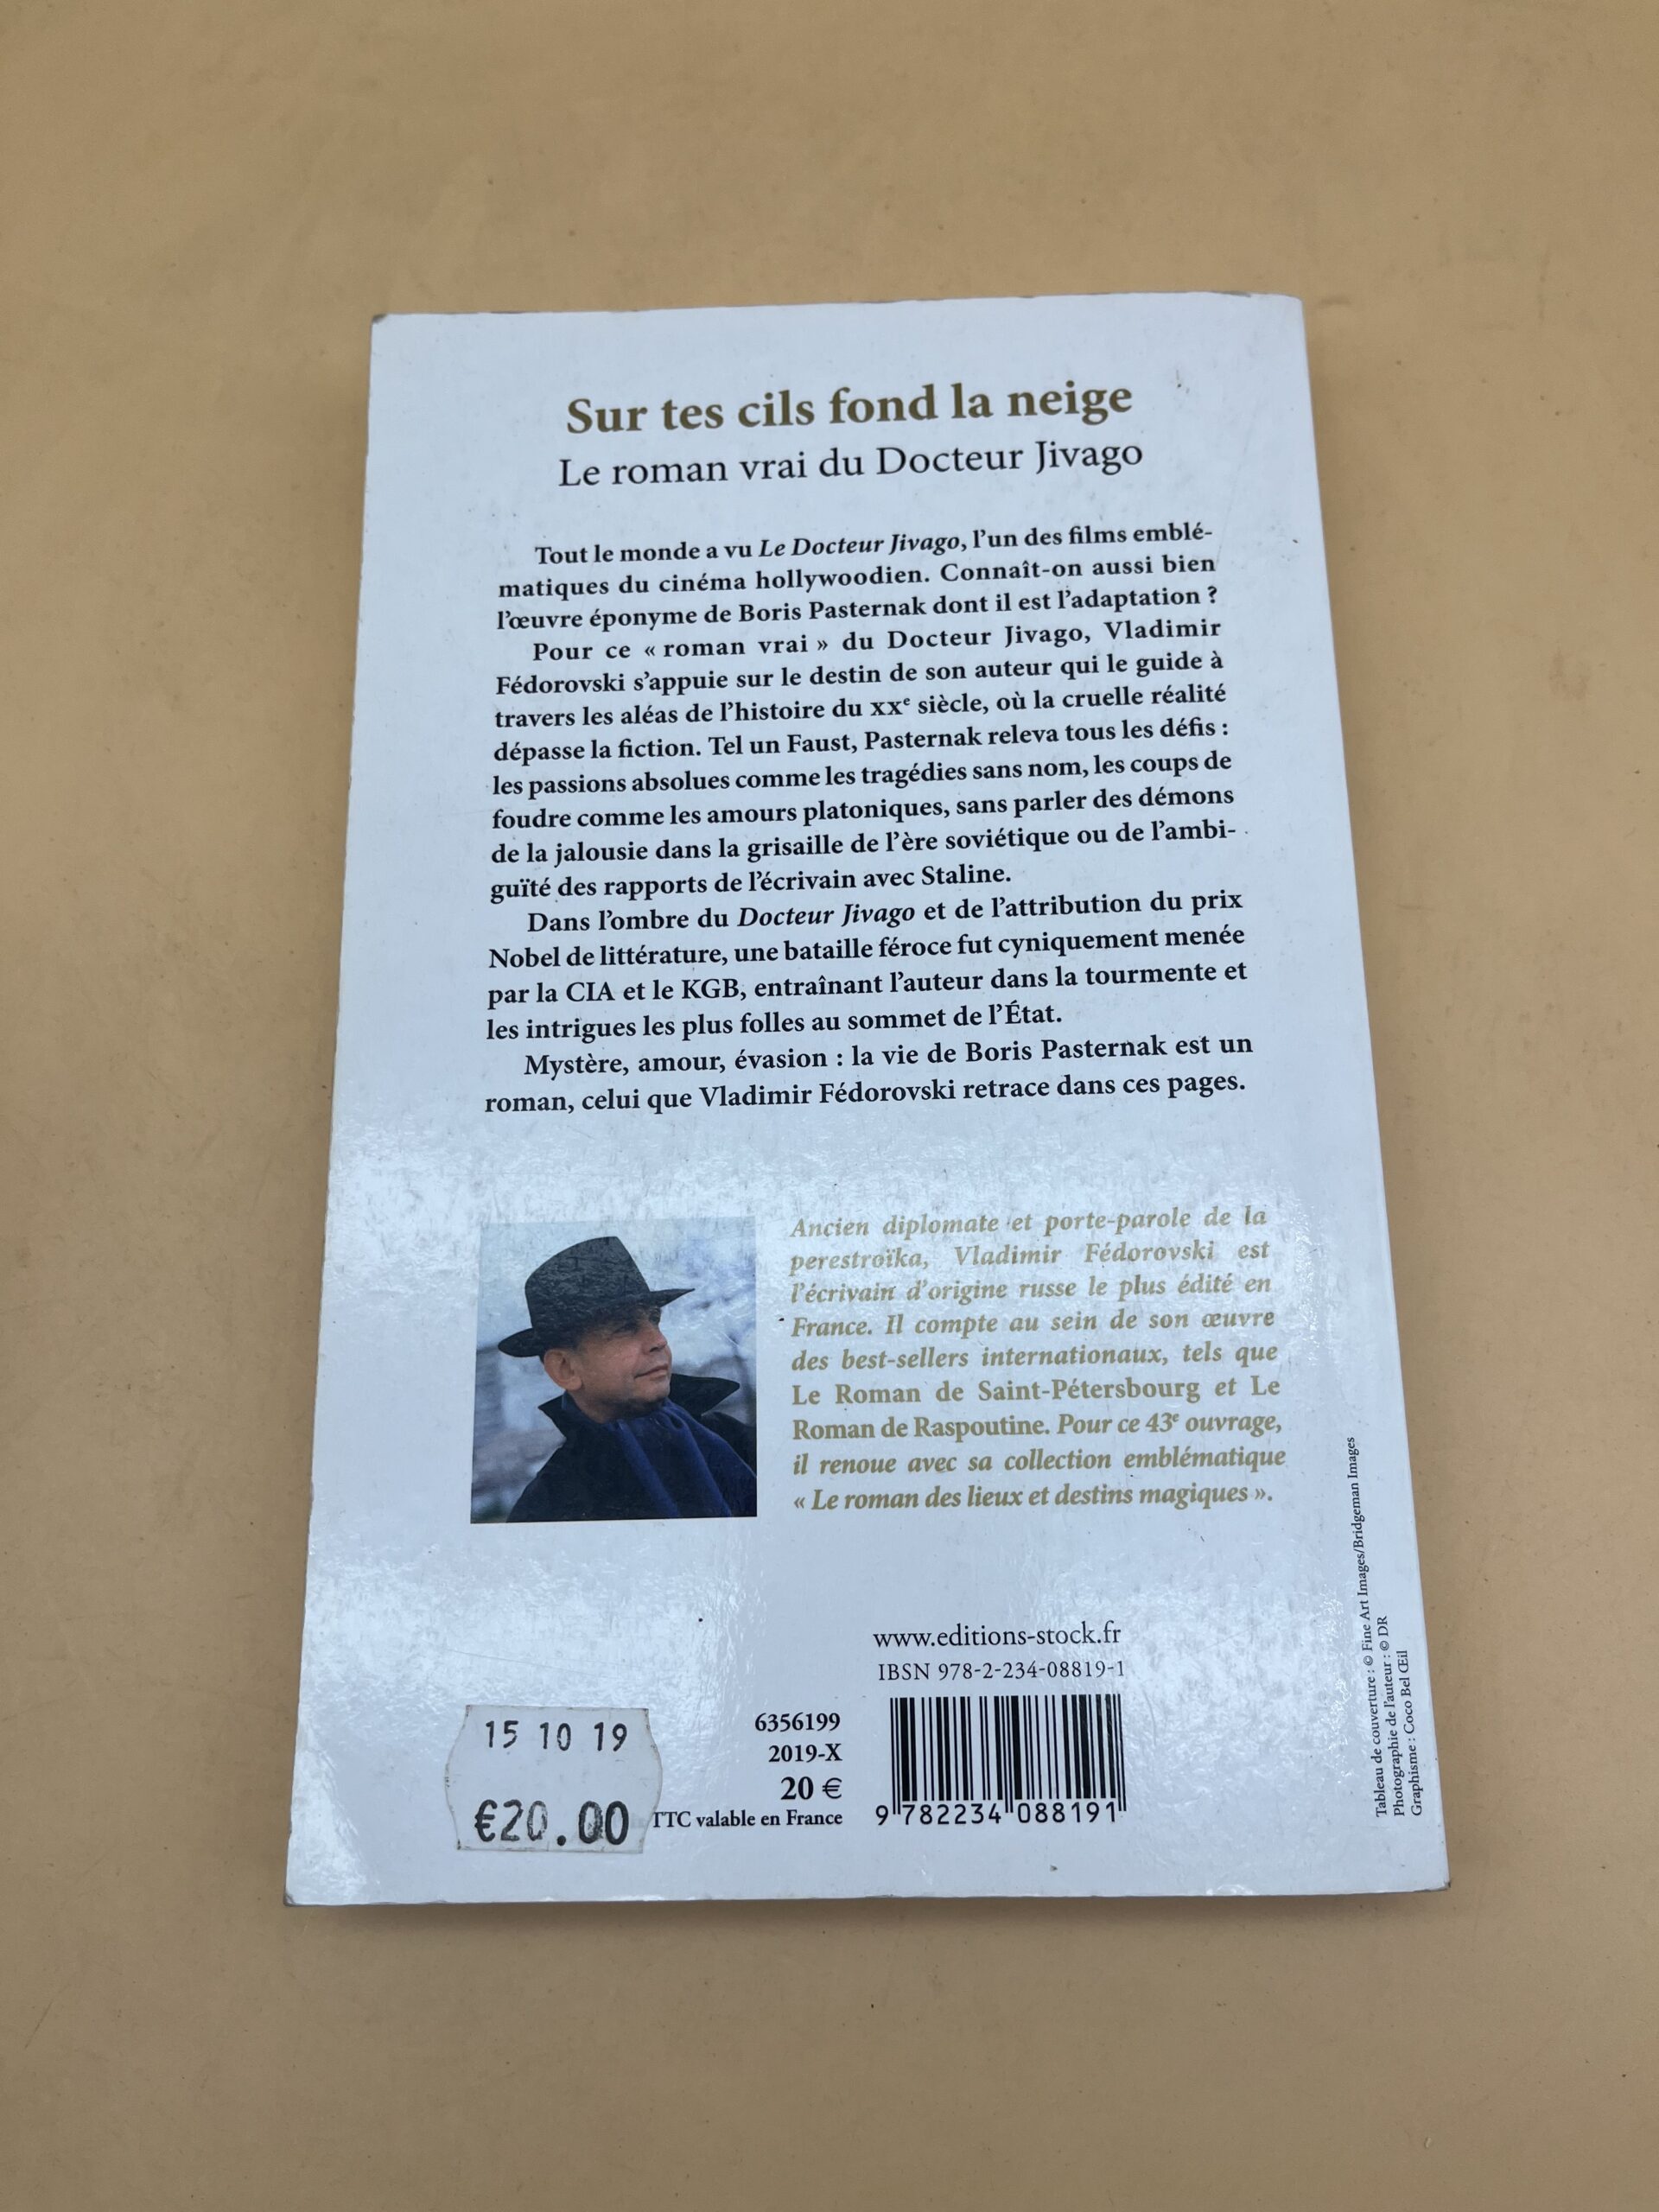 Sur tes cils fond la neige
Le roman vrai du Docteur Jivago
Tout le monde a vu Le Docteur Jivago, l'un des films emblé-
matiques du cinéma hollywoodien. Connaît-on aussi bien
l'œuvre éponyme de Boris Pasternak dont il est l'adaptation ?
Pour ce « roman vrai » du Docteur Jivago, Vladimir
Fédorovski s'appuie sur le destin de son auteur qui le guide à
travers les aléas de l'histoire du XXe siècle, où la cruelle réalité
dépasse la fiction. Tel un Faust, Pasternak releva tous les défis :
les passions absolues comme les tragédies sans nom, les coups de
foudre comme les amours platoniques, sans parler des démons
de la jalousie dans la grisaille de l'ère soviétique ou de l'ambi-
guïté des rapports de l'écrivain avec Staline.
Dans l'ombre du Docteur Jivago et de l'attribution du prix
Nobel de littérature, une bataille féroce fut cyniquement menée
par la CIA et le KGB, entraînant l'auteur dans la tourmente et
les intrigues les plus folles au sommet de l'État.
Mystère, amour, évasion : la vie de Boris Pasternak est un
roman, celui que Vladimir Fédorovski retrace dans ces pages.
Ancien diplomate et porte-parole de la
perestroïka, Vladimir Fédorovski est
l'écrivain d'origine russe le plus édité en
France. Il compte au sein de son œuvre
des best-sellers internationaux, tels que
Le Roman de Saint-Pétersbourg et Le
Roman de Raspoutine. Pour ce 43e ouvrage,
il renoue avec sa collection emblématique
« Le roman des lieux et destins magiques ».
www.editions-stock.fr
IBSN 978-2-234-08819-1
6356199
2019-X
20 €
TTC valable en France
9 782234 088191
15 10 19
€20.00
Tableau de couverture : © Fine Art Images/Bridgeman Images
Photographie de l'auteur : © DR
Graphisme : Coco Bel Œil